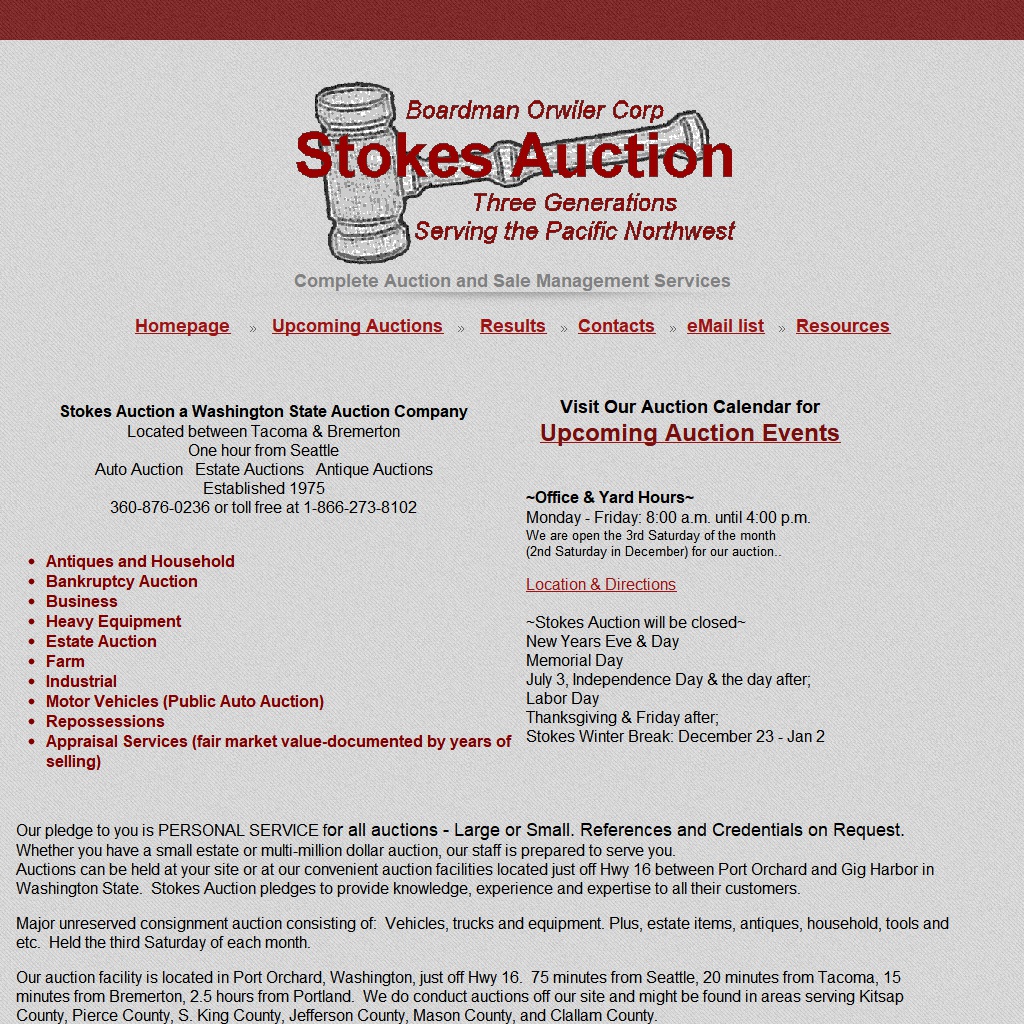 Boardman Orwiler Corp
Stokes Auction
Three Generations
Serving the Pacific Northwest
Complete Auction and Sale Management Services
Homepage » Upcoming Auctions » Results » Contacts » eMail list » Resources
Stokes Auction a Washington State Auction Company
Located between Tacoma & Bremerton
One hour from Seattle
Auto Auction   Estate Auctions   Antique Auctions
Established 1975
360-876-0236 or toll free at 1-866-273-8102
• Antiques and Household
• Bankruptcy Auction
• Business
• Heavy Equipment
• Estate Auction
• Farm
• Industrial
• Motor Vehicles (Public Auto Auction)
• Repossessions
• Appraisal Services (fair market value-documented by years of
selling)
Visit Our Auction Calendar for
Upcoming Auction Events
~Office & Yard Hours~
Monday - Friday: 8:00 a.m. until 4:00 p.m.
We are open the 3rd Saturday of the month
(2nd Saturday in December) for our auction..
Location & Directions
~Stokes Auction will be closed~
New Years Eve & Day
Memorial Day
July 3, Independence Day & the day after;
Labor Day
Thanksgiving & Friday after;
Stokes Winter Break: December 23 - Jan 2
Our pledge to you is PERSONAL SERVICE for all auctions - Large or Small. References and Credentials on Request.
Whether you have a small estate or multi-million dollar auction, our staff is prepared to serve you.
Auctions can be held at your site or at our convenient auction facilities located just off Hwy 16 between Port Orchard and Gig Harbor in
Washington State.  Stokes Auction pledges to provide knowledge, experience and expertise to all their customers.
Major unreserved consignment auction consisting of:  Vehicles, trucks and equipment. Plus, estate items, antiques, household, tools and
etc.  Held the third Saturday of each month.
Our auction facility is located in Port Orchard, Washington, just off Hwy 16.  75 minutes from Seattle, 20 minutes from Tacoma, 15
minutes from Bremerton, 2.5 hours from Portland.  We do conduct auctions off our site and might be found in areas serving Kitsap
County, Pierce County, S. King County, Jefferson County, Mason County, and Clallam County.